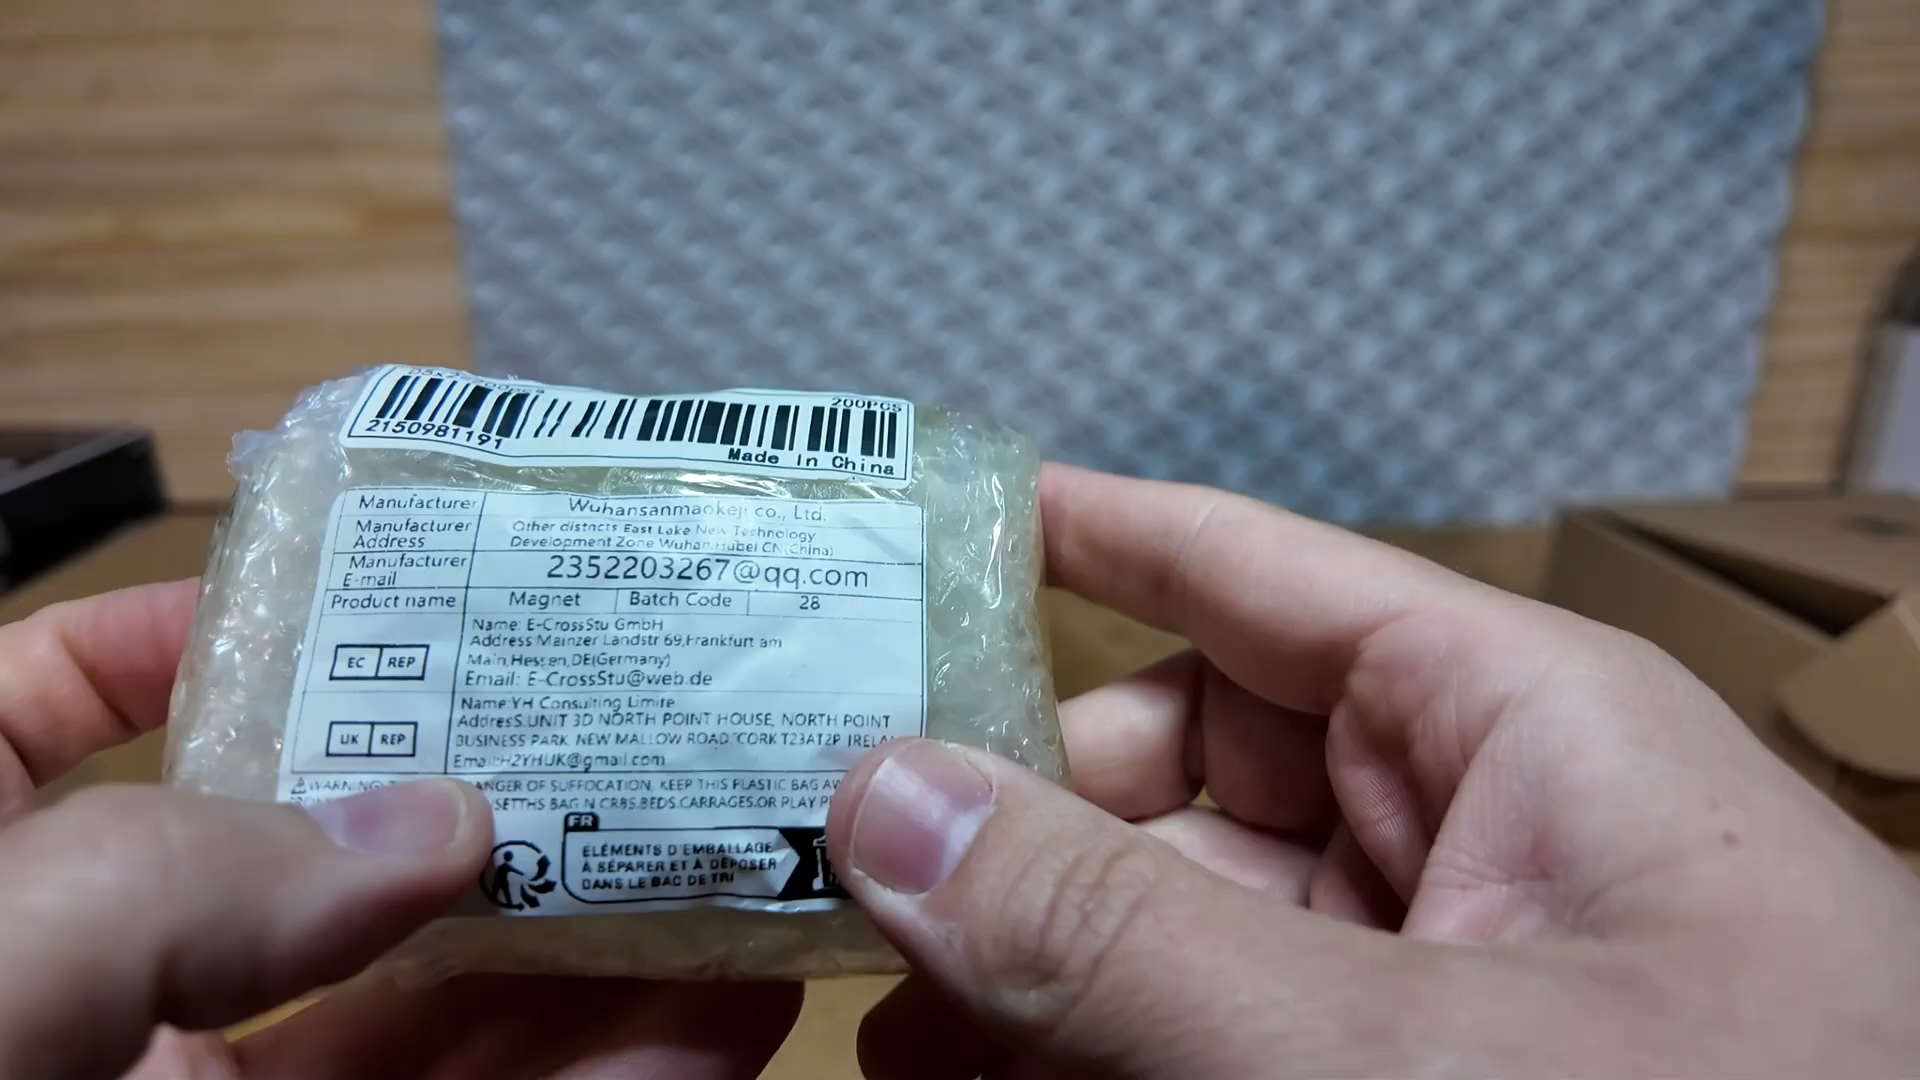 D5x2-200pcs
200PCS
2150981191
Made In China
Manufacturer Wuhansanmaokeji co., Ltd.
Manufacturer Address Other districts East Lake New Technology
Development Zone Wuhan,Hubei CN(China)
Manufacturer E-mail 2352203267@qq.com
Product name Magnet Batch Code 28
EC REP
Name: E-CrossStu GmbH
Address:Mainzer Landstr 69,Frankfurt am
Main,Hessen,DE(Germany)
Email: E-CrossStu@web.de
UK REP
Name:YH Consulting Limite
AddresS.UNIT 3D NORTH POINT HOUSE, NORTH POINT
BUSINESS PARK, NEW MALLOW ROAD CORK T23AT2P
Email:H2YHUK@gmail.com
WARNING ANGER OF SUFFOCATION, KEEP THIS PLASTIC BAG
BAG N CRBS.BEDS.CARRAGES.OR PLAY
FR
ÉLÉMENTS D'EMBALLAGE
À SÉPARER ET À DÉPOSER
DANS LE BAC DE TRI